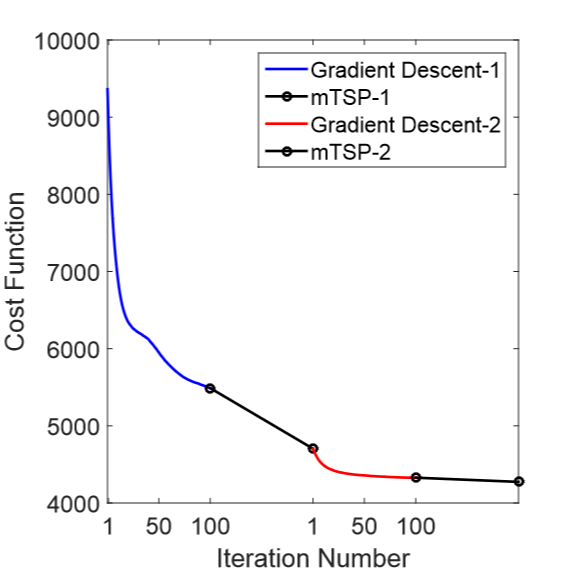 10000
9000
8000
7000
6000
5000
4000
Cost Function
Gradient Descent-1
mTSP-1
Gradient Descent-2
mTSP-2
1 50 100 1 50 100
Iteration Number